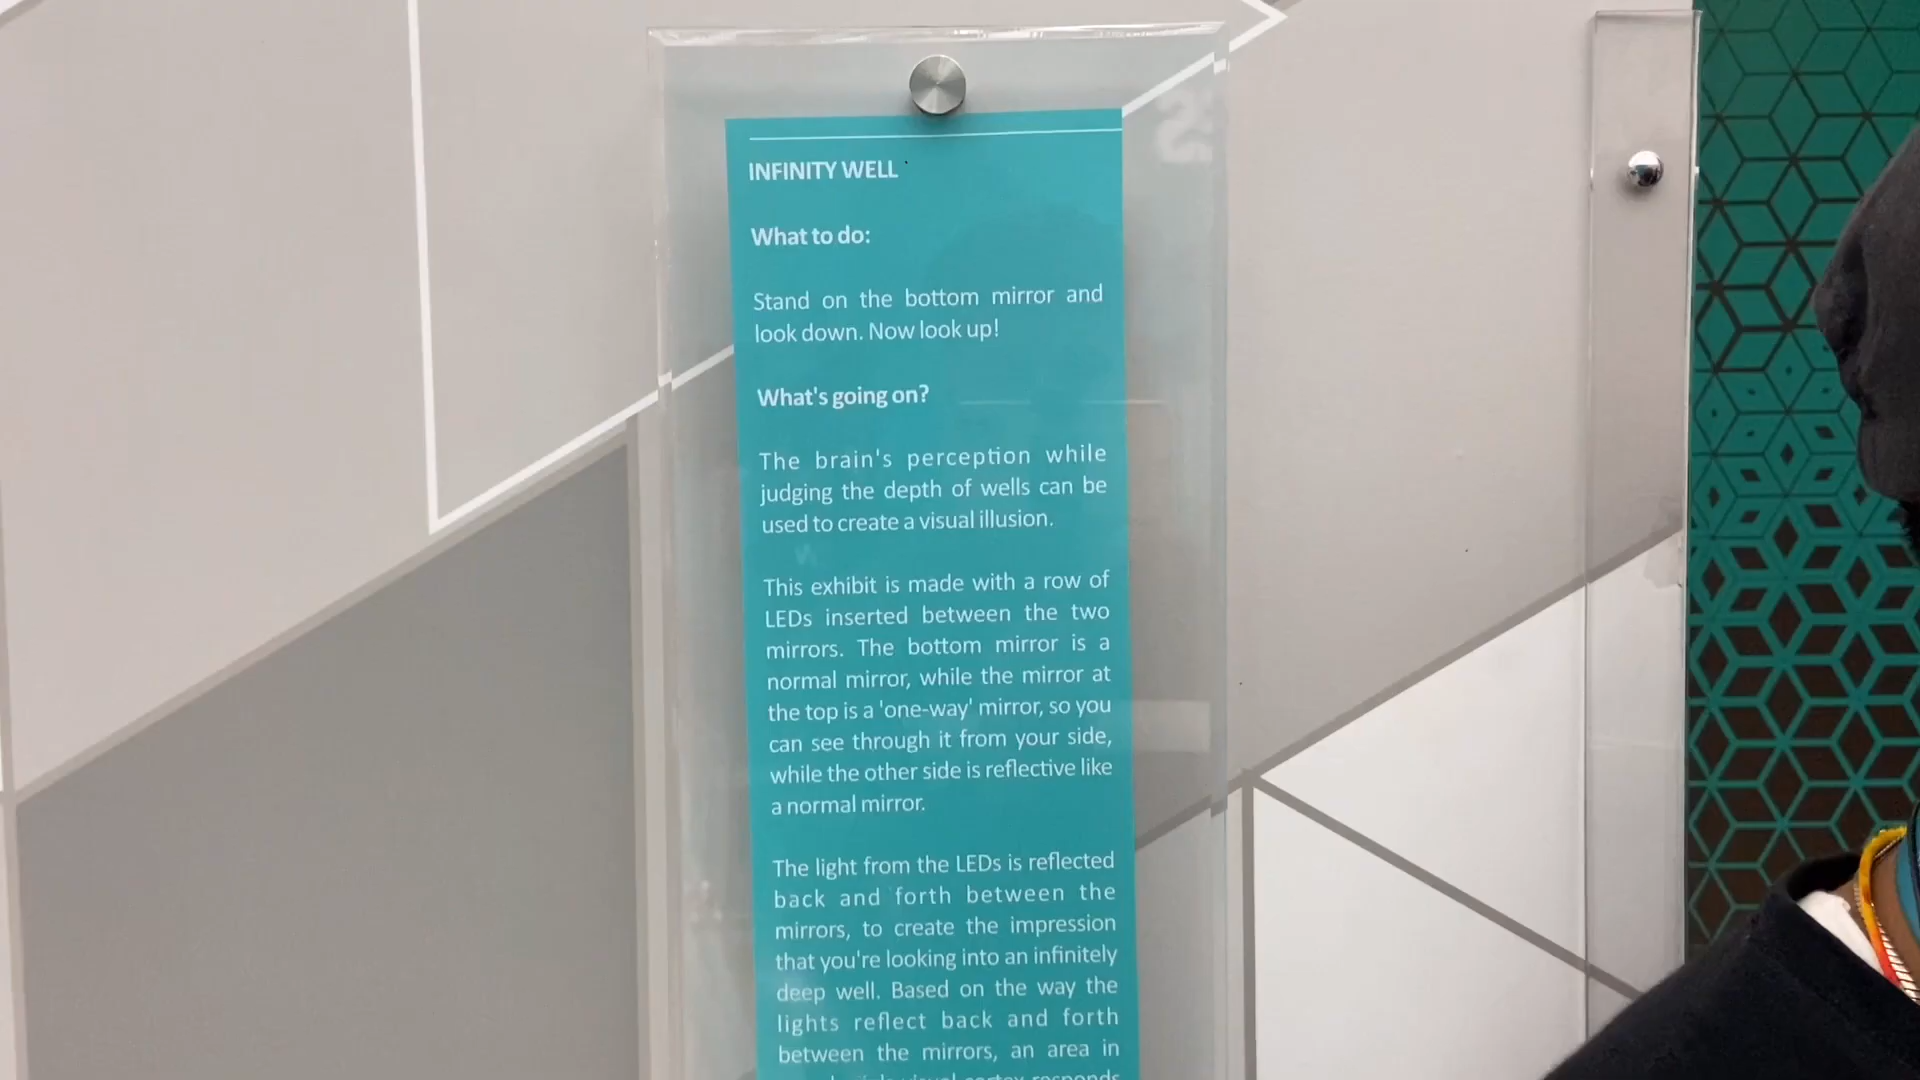 INFINITY WELL
What to do:
Stand on the bottom mirror and
look down. Now look up!
What's going on?
The brain's perception while
judging the depth of wells can be
used to create a visual illusion.
This exhibit is made with a row of
LEDs inserted between the two
mirrors. The bottom mirror is a
normal mirror, while the mirror at
the top is a 'one-way' mirror, so you
can see through it from your side,
while the other side is reflective like
a normal mirror.
The light from the LEDs is reflected
back and forth between the
mirrors, to create the impression
that you're looking into an infinitely
deep well. Based on the way the
lights reflect back and forth
between the mirrors, an area in
visual cortex responds